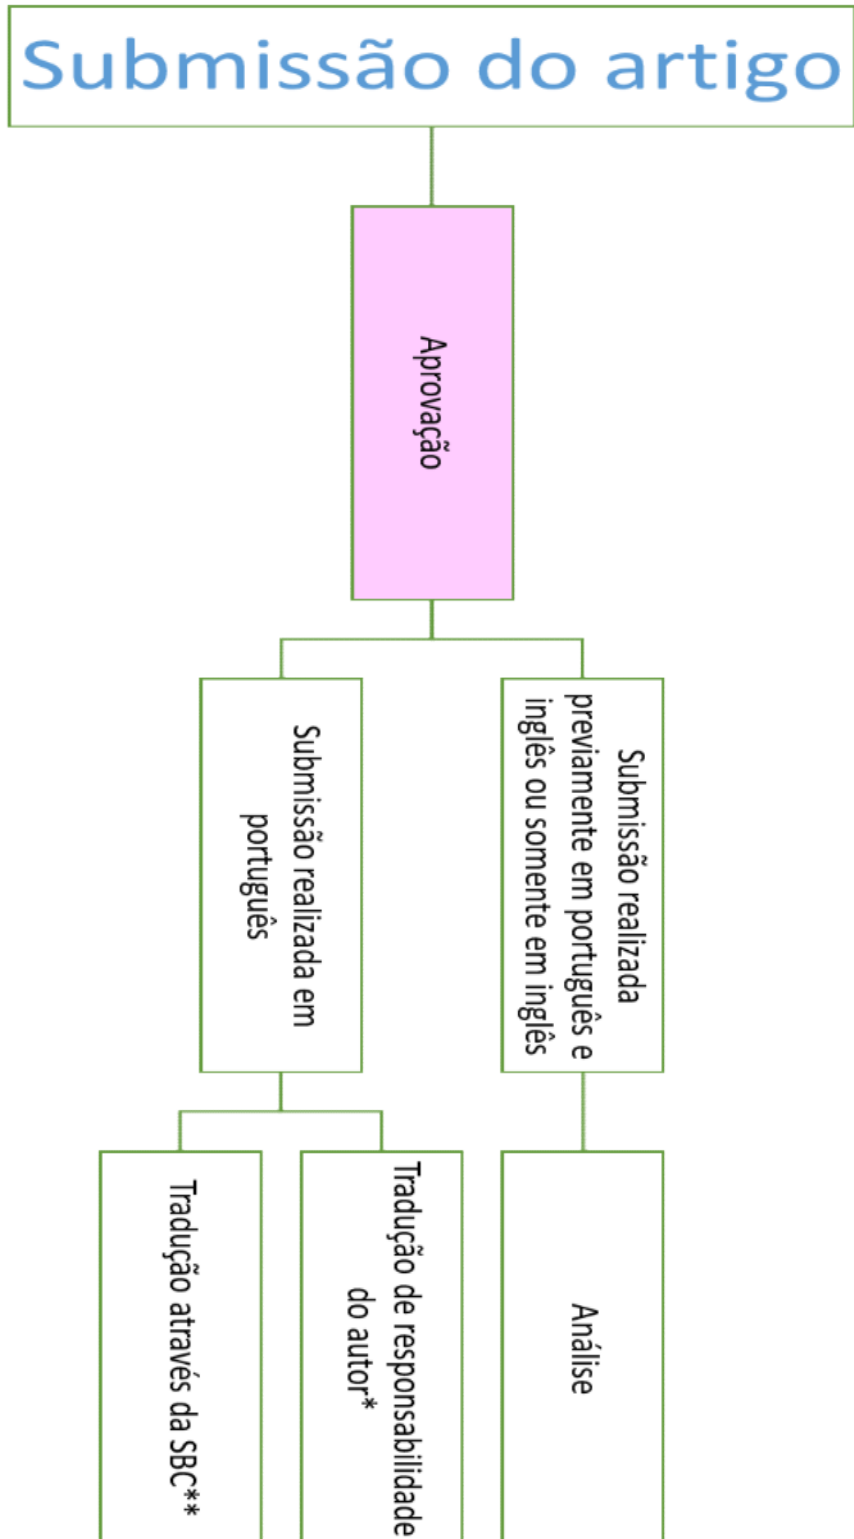 Submissão do artigo
Aprovação
Submissão realizada
previamente em português e
inglês ou somente em inglês
Submissão realizada em
português
Análise
Tradução de responsabilidade
do autor*
Tradução através da SBC**